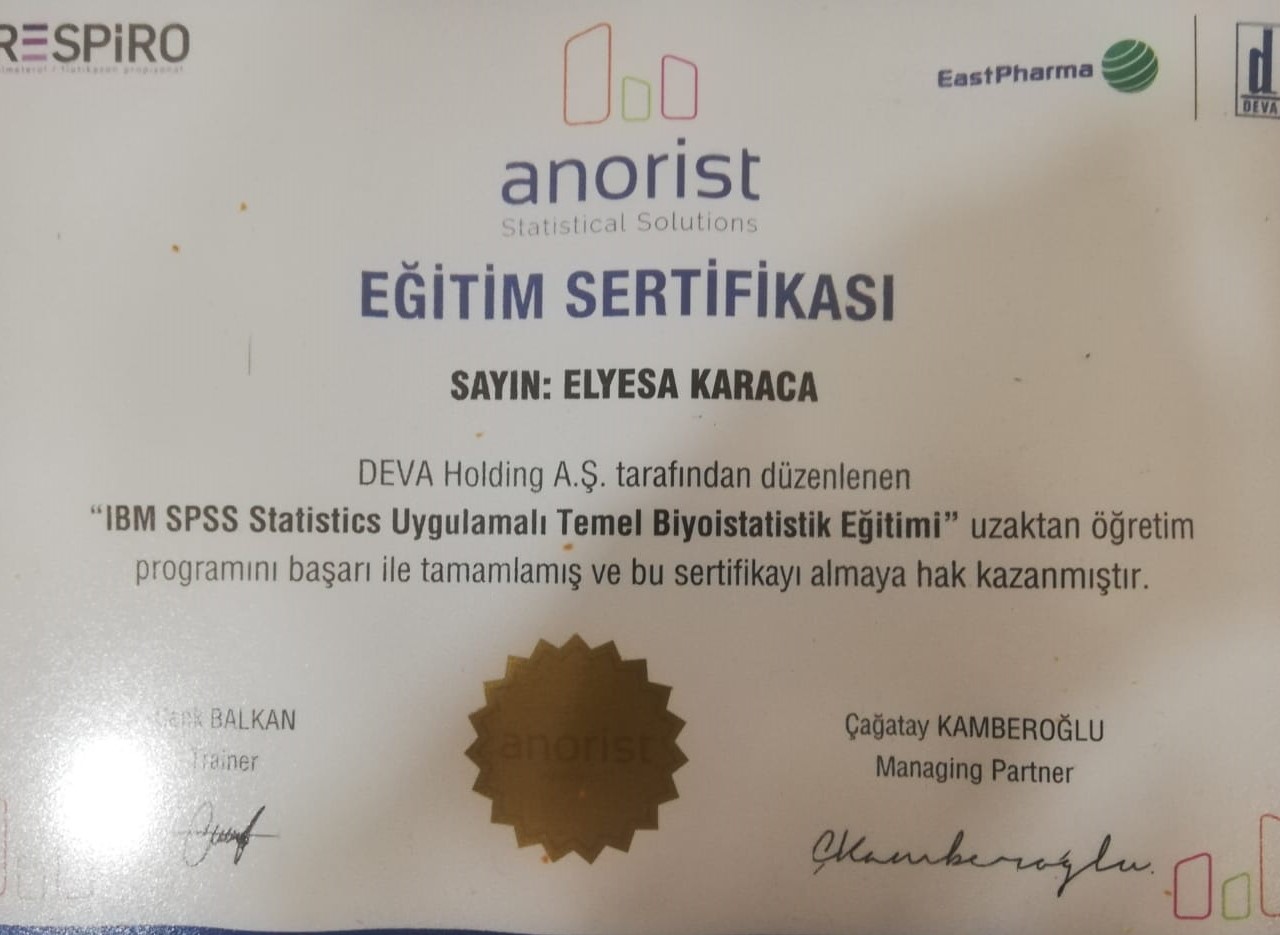 RESPiRO
EastPharma
DEVA
anorist
Statistical Solutions
EĞİTİM SERTİFİKASI
SAYIN: ELYESA KARACA
DEVA Holding A.Ş. tarafından düzenlenen
“IBM SPSS Statistics Uygulamalı Temel Biyoistatistik Eğitimi” uzaktan öğretim
programını başarı ile tamamlamış ve bu sertifikayı almaya hak kazanmıştır.
BALKAN
Trainer
anorist
Çağatay KAMBEROĞLU
Managing Partner
ÇKamberoğlu